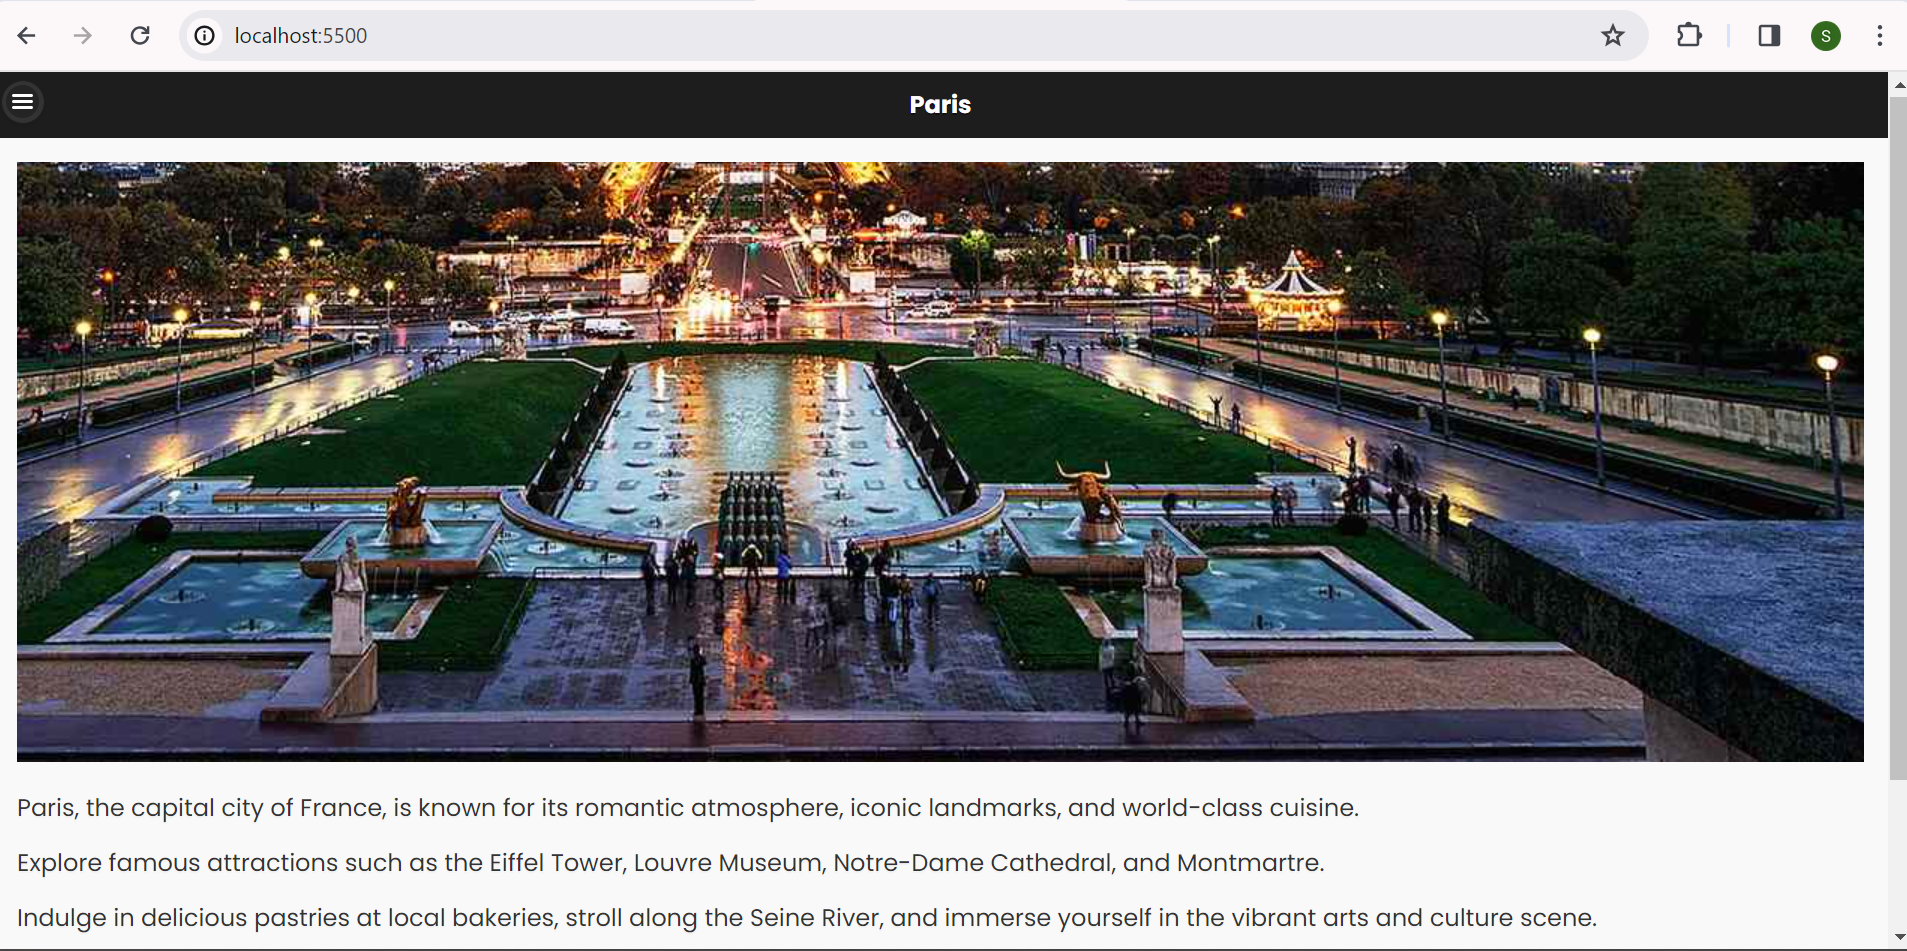 localhost:5500
S
Paris
Paris, the capital city of France, is known for its romantic atmosphere, iconic landmarks, and world-class cuisine.
Explore famous attractions such as the Eiffel Tower, Louvre Museum, Notre-Dame Cathedral, and Montmartre.
Indulge in delicious pastries at local bakeries, stroll along the Seine River, and immerse yourself in the vibrant arts and culture scene.